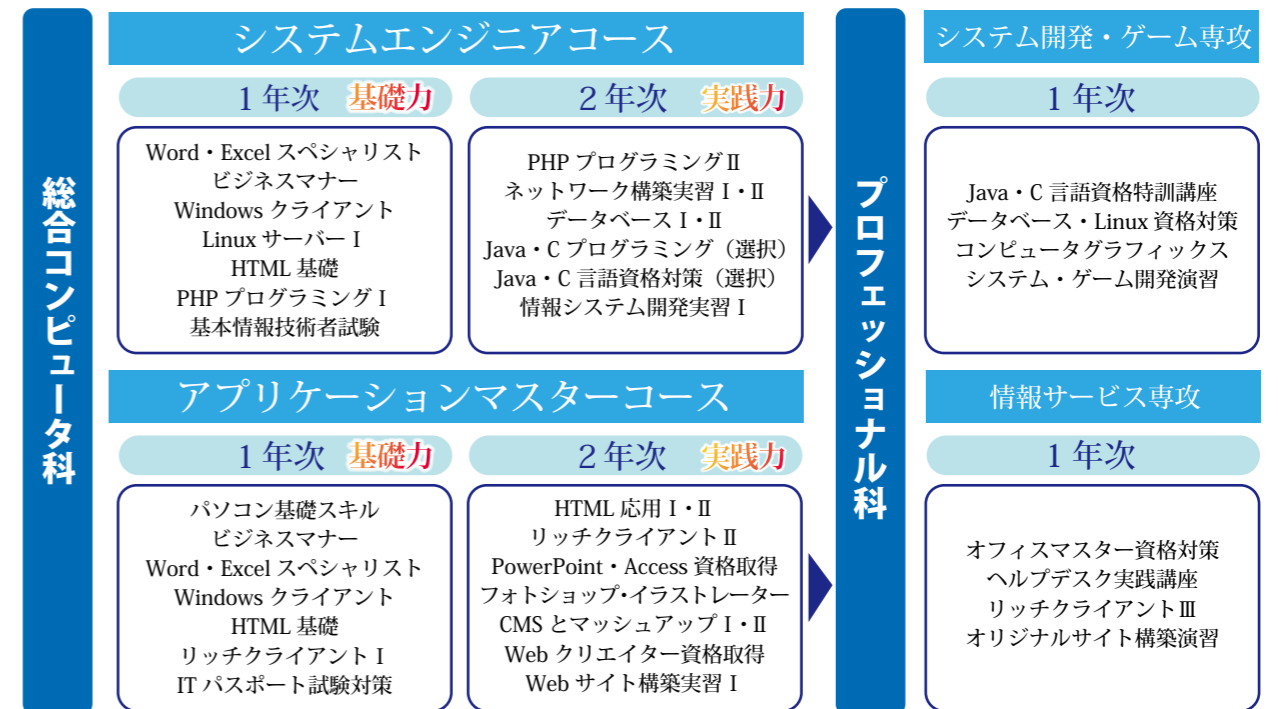 総合コンピュータ科
システムエンジニアコース
1 年次 基礎力
Word・Excel スペシャリスト
ビジネスマナー
Windows クライアント
Linux サーバー Ⅰ
HTML 基礎
PHP プログラミング Ⅰ
基本情報技術者試験
2 年次 実践力
PHP プログラミング Ⅱ
ネットワーク構築実習 Ⅰ・Ⅱ
データベース Ⅰ・Ⅱ
Java・C プログラミング（選択）
Java・C 言語資格対策（選択）
情報システム開発実習 Ⅰ
アプリケーションマスターコース
1 年次 基礎力
パソコン基礎スキル
ビジネスマナー
Word・Excel スペシャリスト
Windows クライアント
HTML 基礎
リッチクライアント Ⅰ
IT パスポート試験対策
2 年次 実践力
HTML 応用 Ⅰ・Ⅱ
リッチクライアント Ⅱ
PowerPoint・Access 資格取得
フォトショップ・イラストレーター
CMS とマッシュアップ Ⅰ・Ⅱ
Web クリエイター資格取得
Web サイト構築実習 Ⅰ
プロフェッショナル科
システム開発・ゲーム専攻
1 年次
Java・C 言語資格特訓講座
データベース・Linux 資格対策
コンピュータグラフィックス
システム・ゲーム開発演習
情報サービス専攻
1 年次
オフィスマスター資格対策
ヘルプデスク実践講座
リッチクライアント Ⅲ
オリジナルサイト構築演習